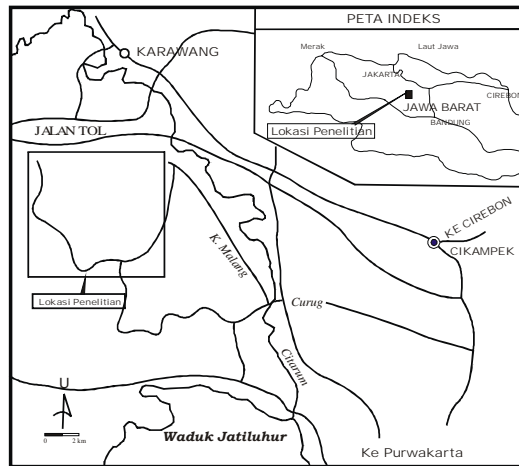 PETA INDEKS
Merak
Laut Jawa
JAKARTA
CIREBON
JAWA BARAT
BANDUNG
Lokasi Penelitian
KARAWANG
JALAN TOL
KE CIREBON
CIKAMPEK
K. Malang
Lokasi Penelitian
Curug
Citarum
U
0 2 km
Waduk Jatiluhur
Ke Purwakarta